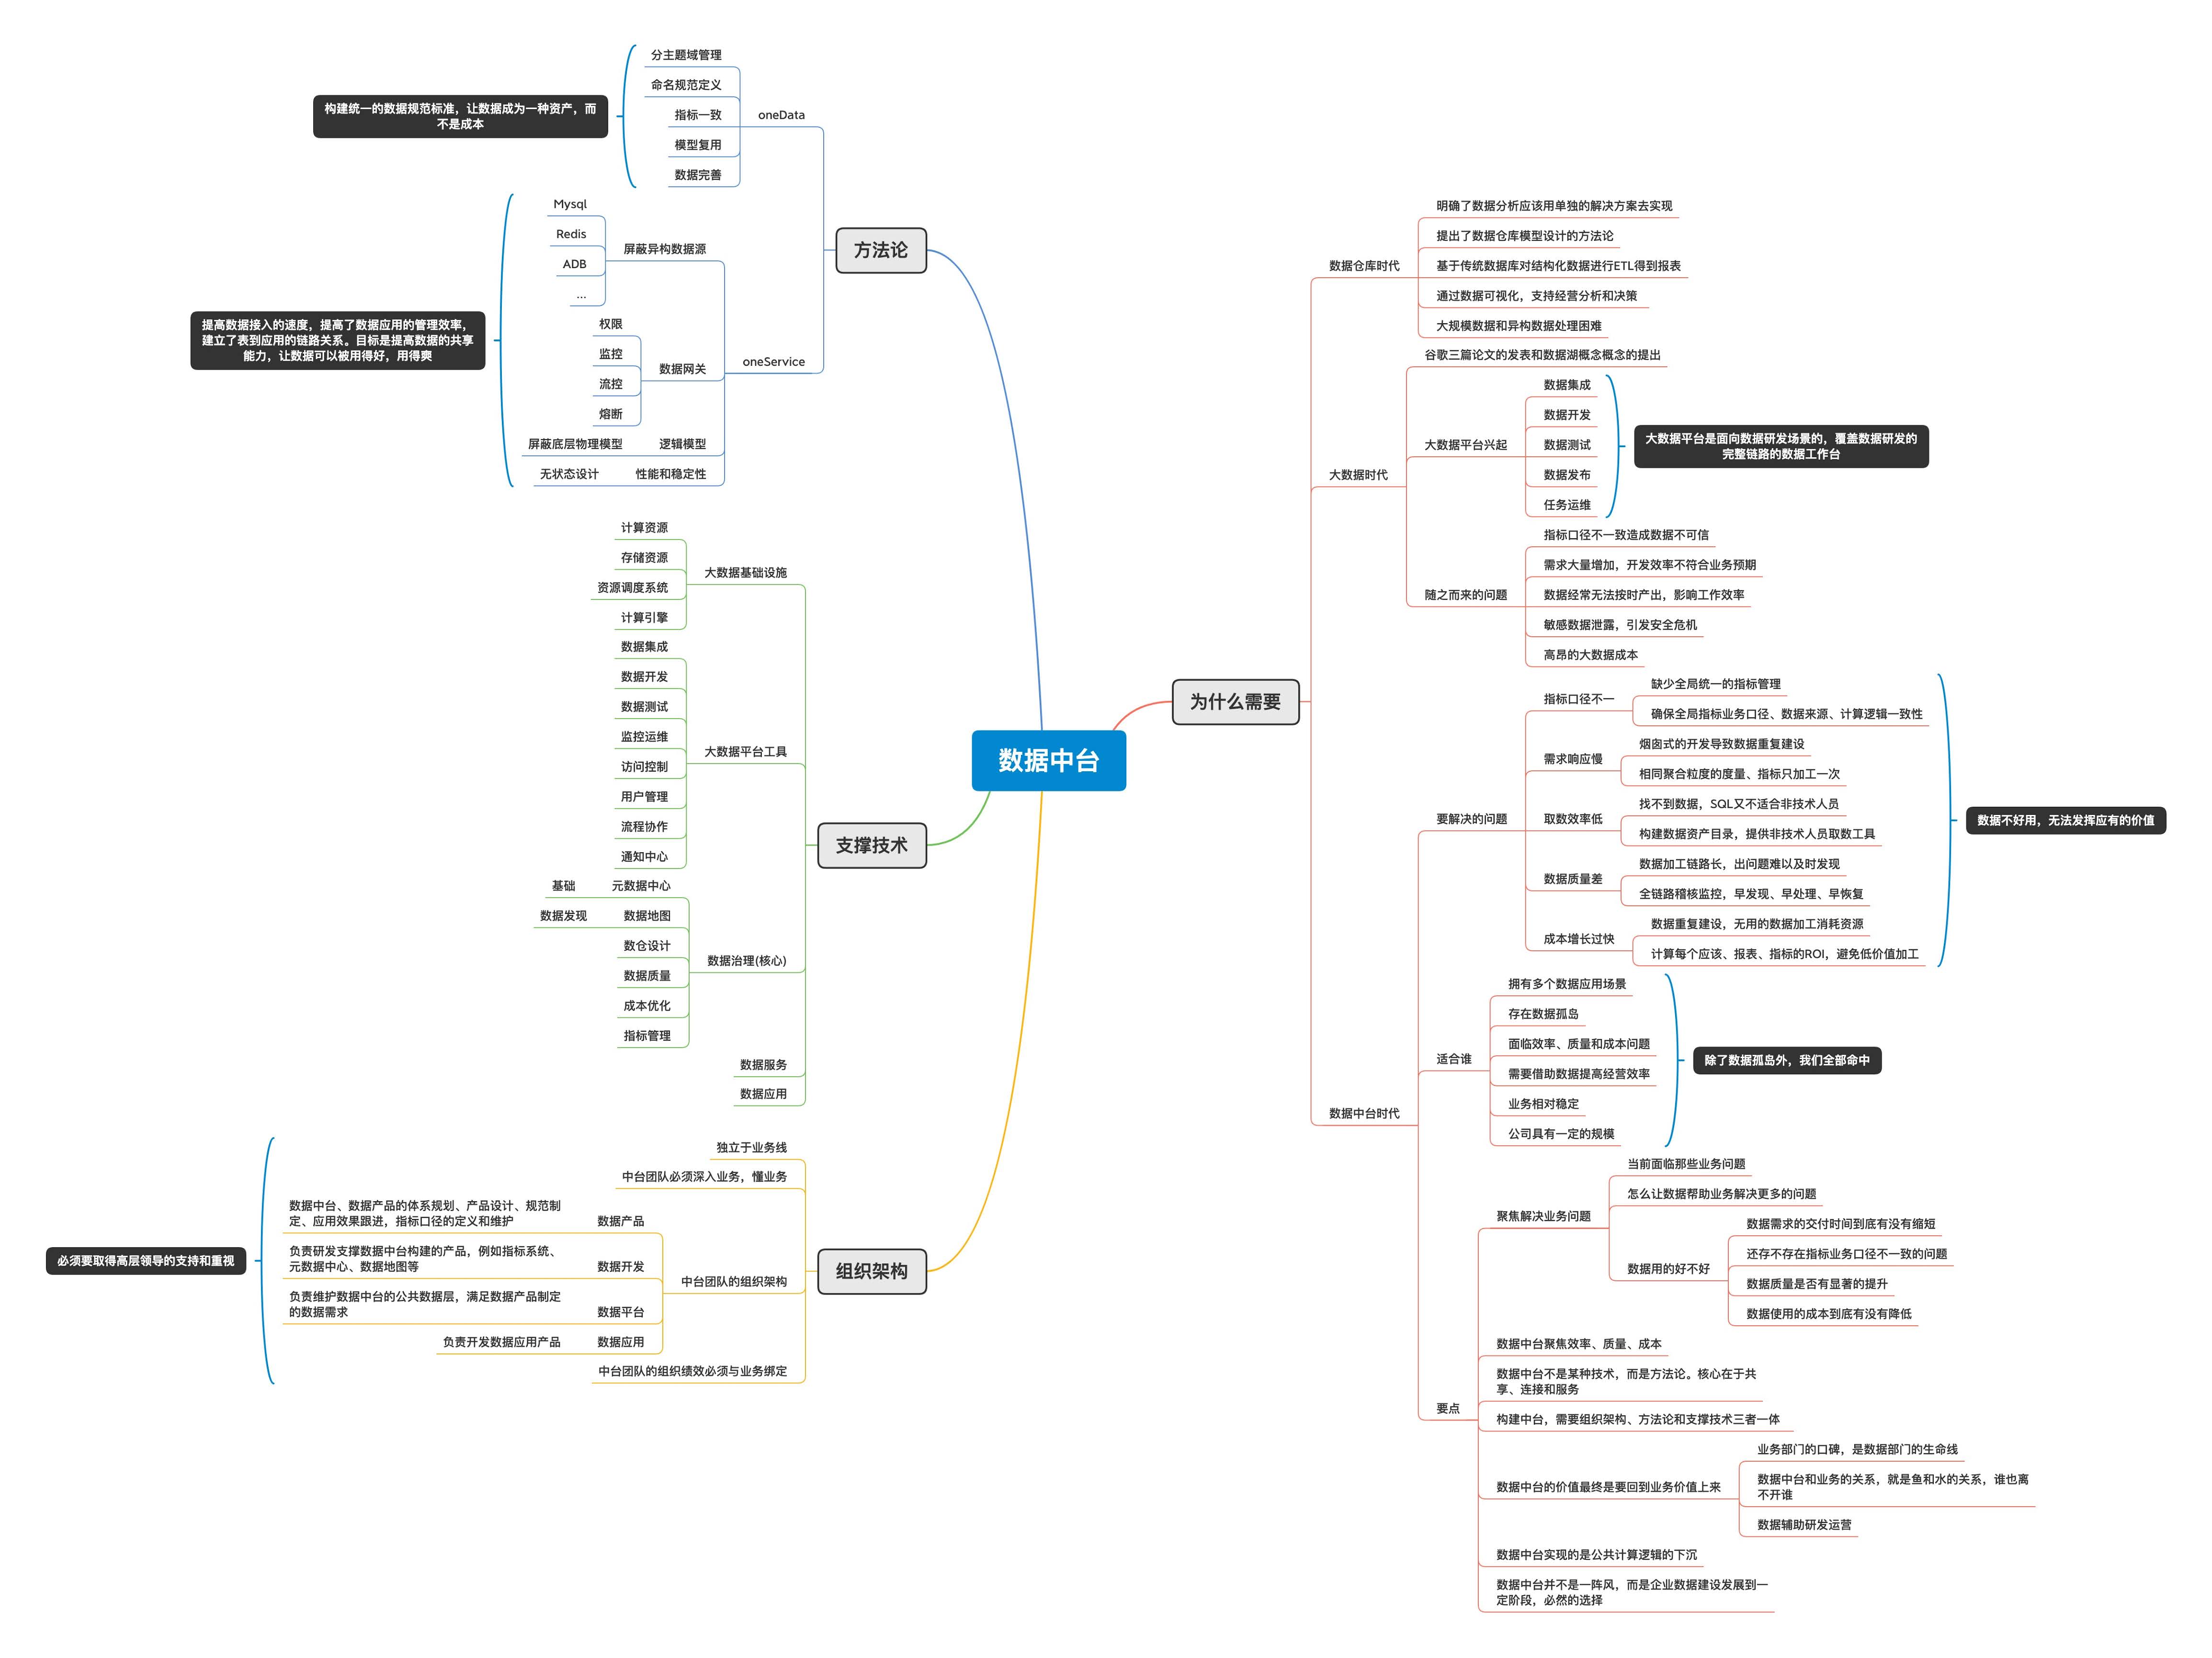 数据中台
方法论
oneData
分主题域管理
命名规范定义
指标一致
模型复用
数据完善
构建统一的数据规范标准，让数据成为一种资产，而
不是成本
oneService
屏蔽异构数据源
Mysql
Redis
ADB
...
数据网关
权限
监控
流控
熔断
逻辑模型
屏蔽底层物理模型
性能和稳定性
无状态设计
提高数据接入的速度，提高了数据应用的管理效率，
建立了表到应用的链路关系。目标是提高数据的共享
能力，让数据可以被用得好，用得爽
支撑技术
大数据基础设施
计算资源
存储资源
资源调度系统
计算引擎
大数据平台工具
数据集成
数据开发
数据测试
监控运维
访问控制
用户管理
流程协作
通知中心
数据治理(核心)
元数据中心
基础
数据地图
数据发现
数仓设计
数据质量
成本优化
指标管理
数据服务
数据应用
组织架构
独立于业务线
中台团队必须深入业务，懂业务
中台团队的组织架构
数据产品
数据中台、数据产品的体系规划、产品设计、规范制
定、应用效果跟进，指标口径的定义和维护
数据开发
负责研发支撑数据中台构建的产品，例如指标系统、
元数据中心、数据地图等
数据平台
负责维护数据中台的公共数据层，满足数据产品制定
的数据需求
数据应用
负责开发数据应用产品
中台团队的组织绩效必须与业务绑定
必须要取得高层领导的支持和重视
为什么需要
数据仓库时代
明确了数据分析应该用单独的解决方案去实现
提出了数据仓库模型设计的方法论
基于传统数据库对结构化数据进行ETL得到报表
通过数据可视化，支持经营分析和决策
大规模数据和异构数据处理困难
大数据时代
谷歌三篇论文的发表和数据湖概念概念的提出
大数据平台兴起
数据集成
数据开发
数据测试
数据发布
任务运维
大数据平台是面向数据研发场景的，覆盖数据研发的
完整链路的数据工作台
随之而来的问题
指标口径不一致造成数据不可信
需求大量增加，开发效率不符合业务预期
数据经常无法按时产出，影响工作效率
敏感数据泄露，引发安全危机
高昂的大数据成本
数据中台时代
要解决的问题
指标口径不一
缺少全局统一的指标管理
确保全局指标业务口径、数据来源、计算逻辑一致性
需求响应慢
烟囱式的开发导致数据重复建设
相同聚合粒度的度量、指标只加工一次
取数效率低
找不到数据，SQL又不适合非技术人员
构建数据资产目录，提供非技术人员取数工具
数据质量差
数据加工链路长，出问题难以及时发现
全链路稽核监控，早发现、早处理、早恢复
成本增长过快
数据重复建设，无用的数据加工消耗资源
计算每个应该、报表、指标的ROI，避免低价值加工
数据不好用，无法发挥应有的价值
适合谁
拥有多个数据应用场景
存在数据孤岛
面临效率、质量和成本问题
需要借助数据提高经营效率
业务相对稳定
公司具有一定的规模
除了数据孤岛外，我们全部命中
要点
聚焦解决业务问题
当前面临那些业务问题
怎么让数据帮助业务解决更多的问题
数据用的好不好
数据需求的交付时间到底有没有缩短
还存不存在指标业务口径不一致的问题
数据质量是否有显著的提升
数据使用的成本到底有没有降低
数据中台聚焦效率、质量、成本
数据中台不是某种技术，而是方法论。核心在于共
享、连接和服务
构建中台，需要组织架构、方法论和支撑技术三者一体
数据中台的价值最终是要回到业务价值上来
业务部门的口碑，是数据部门的生命线
数据中台和业务的关系，就是鱼和水的关系，谁也离
不开谁
数据辅助研发运营
数据中台实现的是公共计算逻辑的下沉
数据中台并不是一阵风，而是企业数据建设发展到一
定阶段，必然的选择